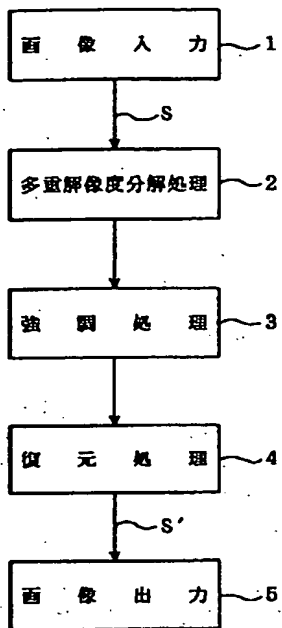 画像入力 1
S
多重解像度分解処理 2
強調処理 3
復元処理 4
S'
画像出力 5